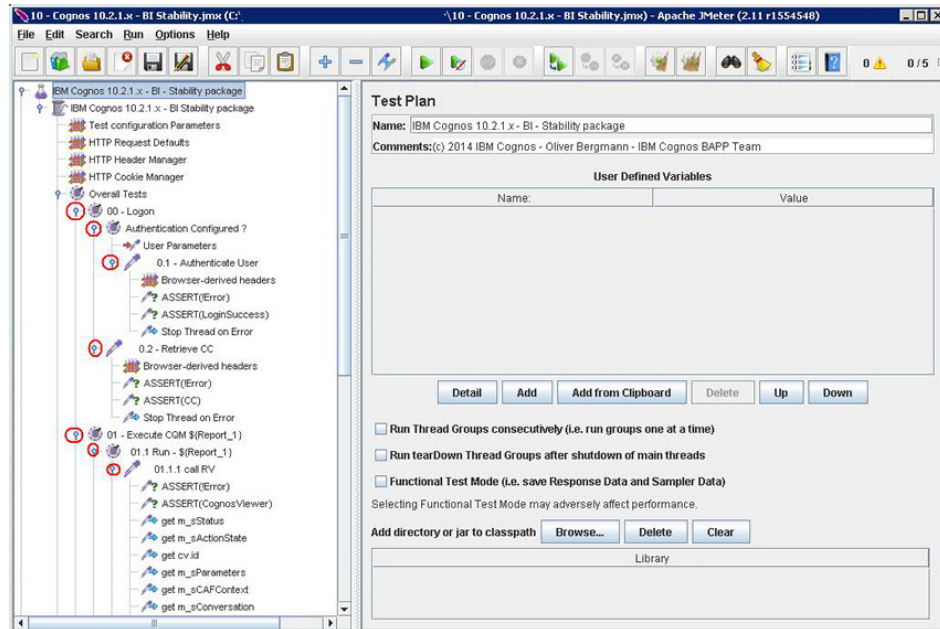 10 - Cognos 10.2.1.x - BI Stability.jmx (C:\
\10 - Cognos 10.2.1.x - BI Stability.jmx) - Apache JMeter (2.11 r1554548)
File Edit Search Run Options Help
0 0/5
IBM Cognos 10.2.1.x - BI - Stability package
IBM Cognos 10.2.1.x - BI Stability package
Test configuration Parameters
HTTP Request Defaults
HTTP Header Manager
HTTP Cookie Manager
Overall Tests
00 - Logon
Authentication Configured ?
User Parameters
0.1 - Authenticate User
Browser-derived headers
ASSERT(!Error)
ASSERT(LoginSuccess)
Stop Thread on Error
0.2 - Retrieve CC
Browser-derived headers
ASSERT(!Error)
ASSERT(CC)
Stop Thread on Error
01 - Execute CQM ${Report_1}
01.1 Run - ${Report_1}
01.1.1 call RV
ASSERT(!Error)
ASSERT(CognosViewer)
get m_sStatus
get m_sActionState
get cv.id
get m_sParameters
get m_sCAFContext
get m_sConversation
Test Plan
Name: IBM Cognos 10.2.1.x - BI - Stability package
Comments:(c) 2014 IBM Cognos - Oliver Bergmann - IBM Cognos BAPP Team
User Defined Variables
Name: Value
Detail Add Add from Clipboard Delete Up Down
Run Thread Groups consecutively (i.e. run groups one at a time)
Run tearDown Thread Groups after shutdown of main threads
Functional Test Mode (i.e. save Response Data and Sampler Data)
Selecting Functional Test Mode may adversely affect performance.
Add directory or jar to classpath Browse... Delete Clear
Library